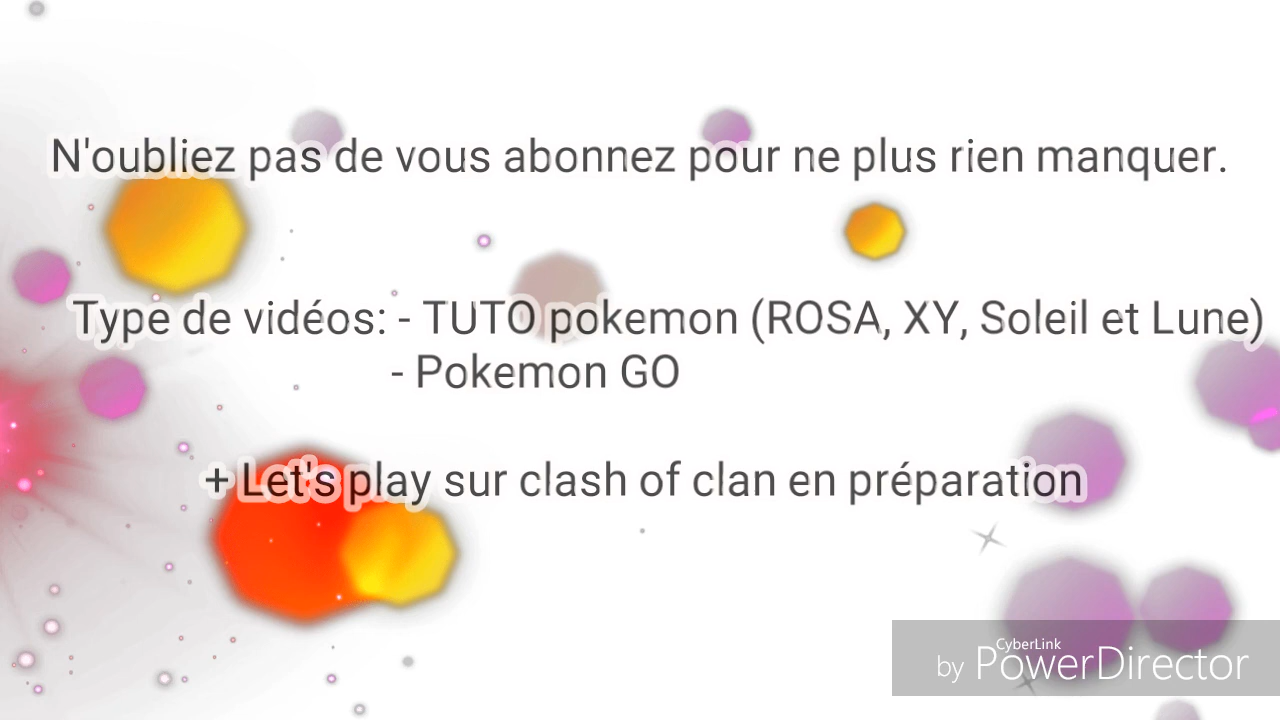 N'oubliez pas de vous abonnez pour ne plus rien manquer.
Type de vidéos: - TUTO pokemon (ROSA, XY, Soleil et Lune)
- Pokemon GO
+ Let's play sur clash of clan en préparation
CyberLink
by PowerDirector